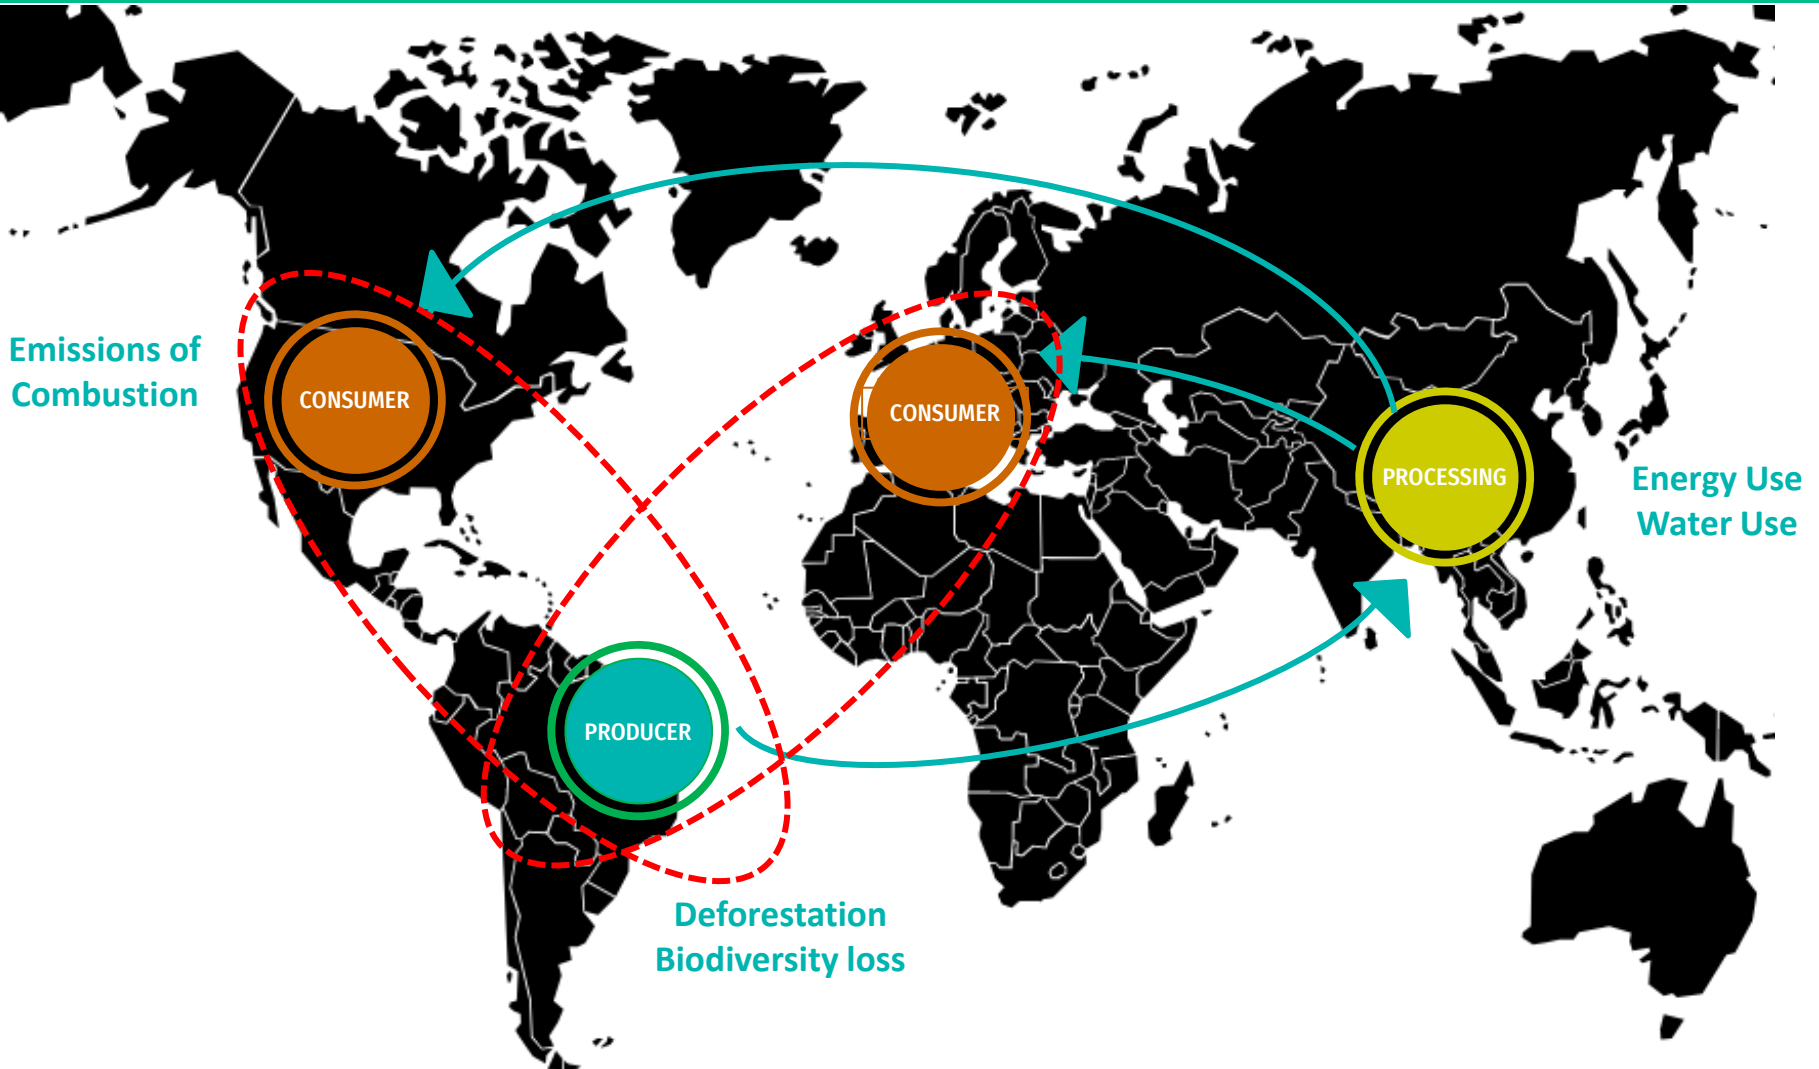 Emissions of
Combustion
CONSUMER
CONSUMER
PROCESSING
Energy Use
Water Use
PRODUCER
Deforestation
Biodiversity loss